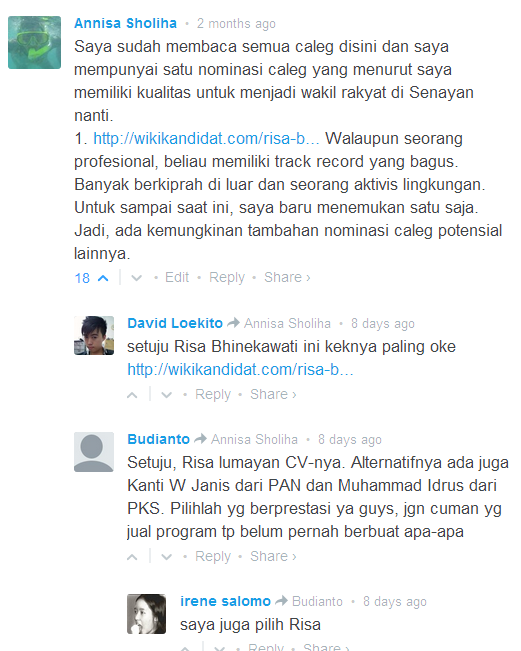 Annisa Sholiha • 2 months ago
Saya sudah membaca semua caleg disini dan saya
mempunyai satu nominasi caleg yang menurut saya
memiliki kualitas untuk menjadi wakil rakyat di Senayan
nanti.
1. http://wikikandidat.com/risa-b... Walaupun seorang
profesional, beliau memiliki track record yang bagus.
Banyak berkiprah di luar dan seorang aktivis lingkungan.
Untuk sampai saat ini, saya baru menemukan satu saja.
Jadi, ada kemungkinan tambahan nominasi caleg potensial
lainnya.
18 • Edit • Reply • Share ›
David Loekito Annisa Sholiha • 8 days ago
setuju Risa Bhinekawati ini keknya paling oke
http://wikikandidat.com/risa-b...
• Reply • Share ›
Budianto Annisa Sholiha • 8 days ago
Setuju, Risa lumayan CV-nya. Alternatifnya ada juga
Kanti W Janis dari PAN dan Muhammad Idrus dari
PKS. Pilihlah yg berprestasi ya guys, jgn cuman yg
jual program tp belum pernah berbuat apa-apa
• Reply • Share ›
irene salomo Budianto • 8 days ago
saya juga pilih Risa
• Reply • Share ›